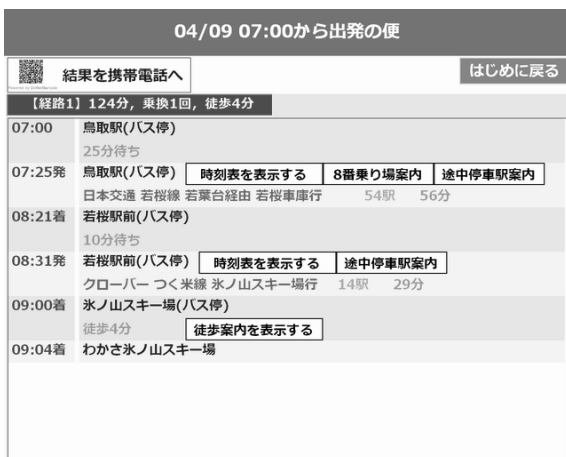 04/09 07:00から出発の便
結果を携帯電話へ
はじめに戻る
【経路1】124分, 乗換1回, 徒歩4分
07:00 鳥取駅(バス停)
25分待ち
07:25発 鳥取駅(バス停) 時刻表を表示する 8番乗り場案内 途中停車駅案内
日本交通 若桜線 若葉台経由 若桜車庫行 54駅 56分
08:21着 若桜駅前(バス停)
10分待ち
08:31発 若桜駅前(バス停) 時刻表を表示する 途中停車駅案内
クローバー つく米線 氷ノ山スキー場行 14駅 29分
09:00着 氷ノ山スキー場(バス停)
徒歩4分 徒歩案内を表示する
09:04着 わかさ氷ノ山スキー場